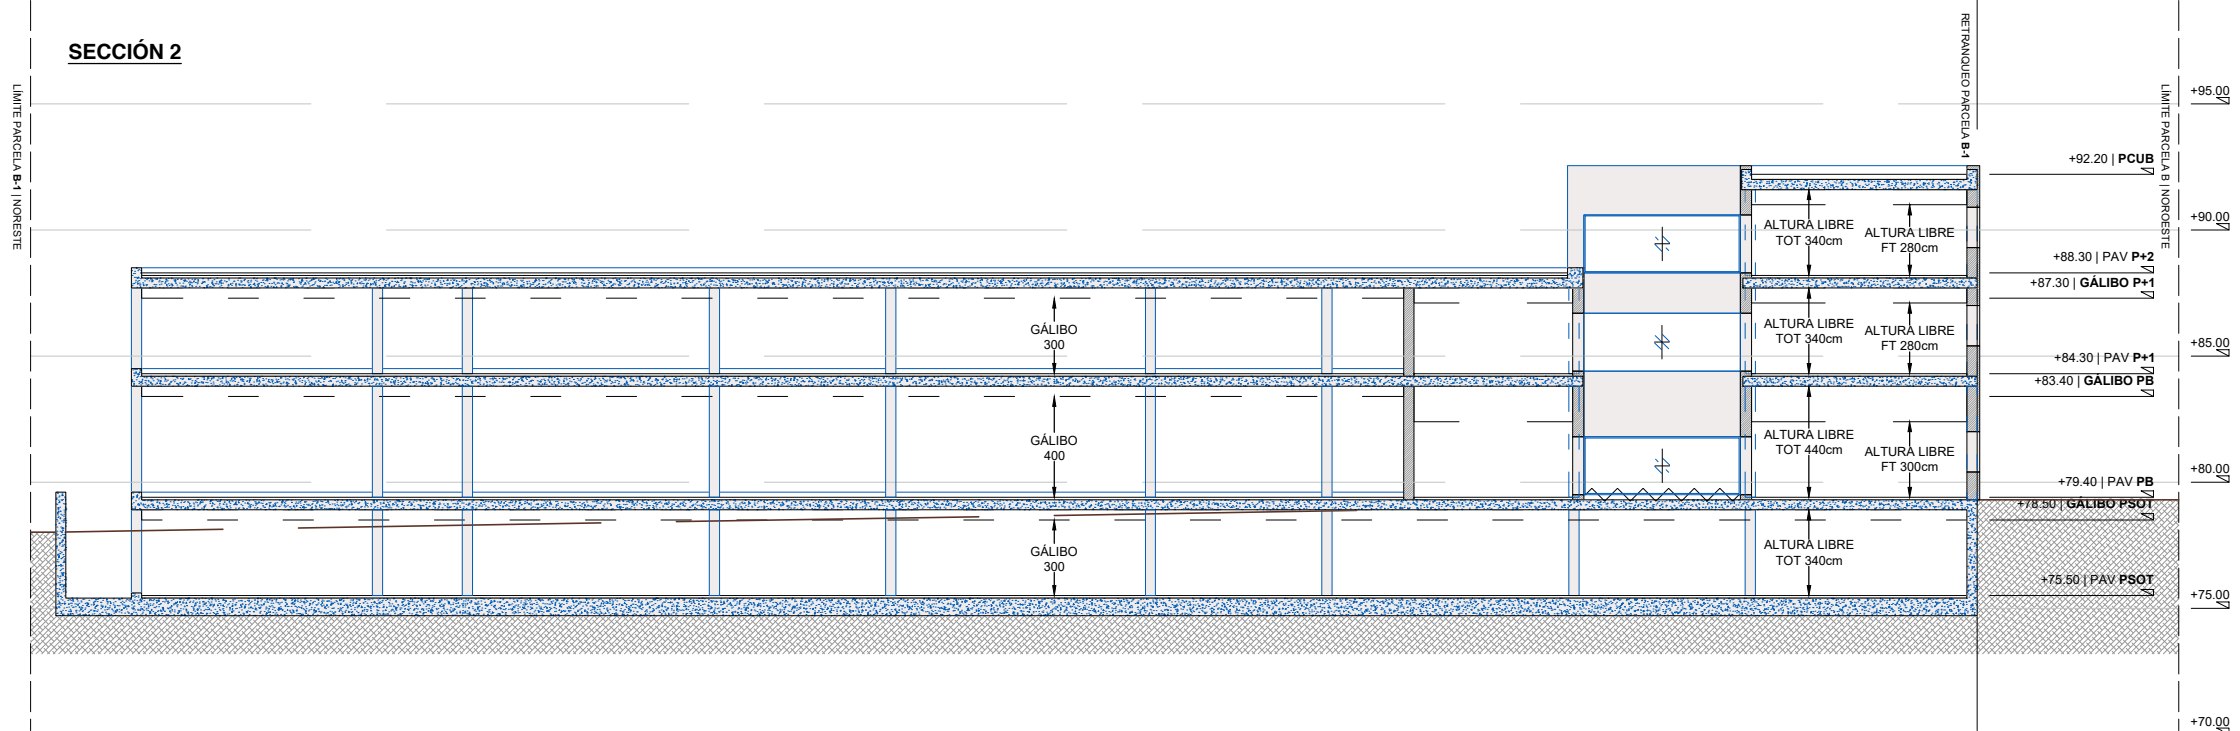 SECCIÓN 2
LÍMITE PARCELA B-1 | NORESTE
RETRANQUEO PARCELA B-1
LÍMITE PARCELA B | NOROESTE
+95.00
+92.20 | PCUB
+90.00
+88.30 | PAV P+2
+87.30 | GÁLIBO P+1
+85.00
+84.30 | PAV P+1
+83.40 | GÁLIBO PB
+80.00
+79.40 | PAV PB
+78.50 | GÁLIBO PSOT
+75.50 | PAV PSOT
+75.00
+70.00
ALTURA LIBRE
TOT 340cm
ALTURA LIBRE
FT 280cm
GÁLIBO
300
ALTURA LIBRE
TOT 340cm
ALTURA LIBRE
FT 280cm
GÁLIBO
400
ALTURA LIBRE
TOT 440cm
ALTURA LIBRE
FT 300cm
GÁLIBO
300
ALTURA LIBRE
TOT 340cm